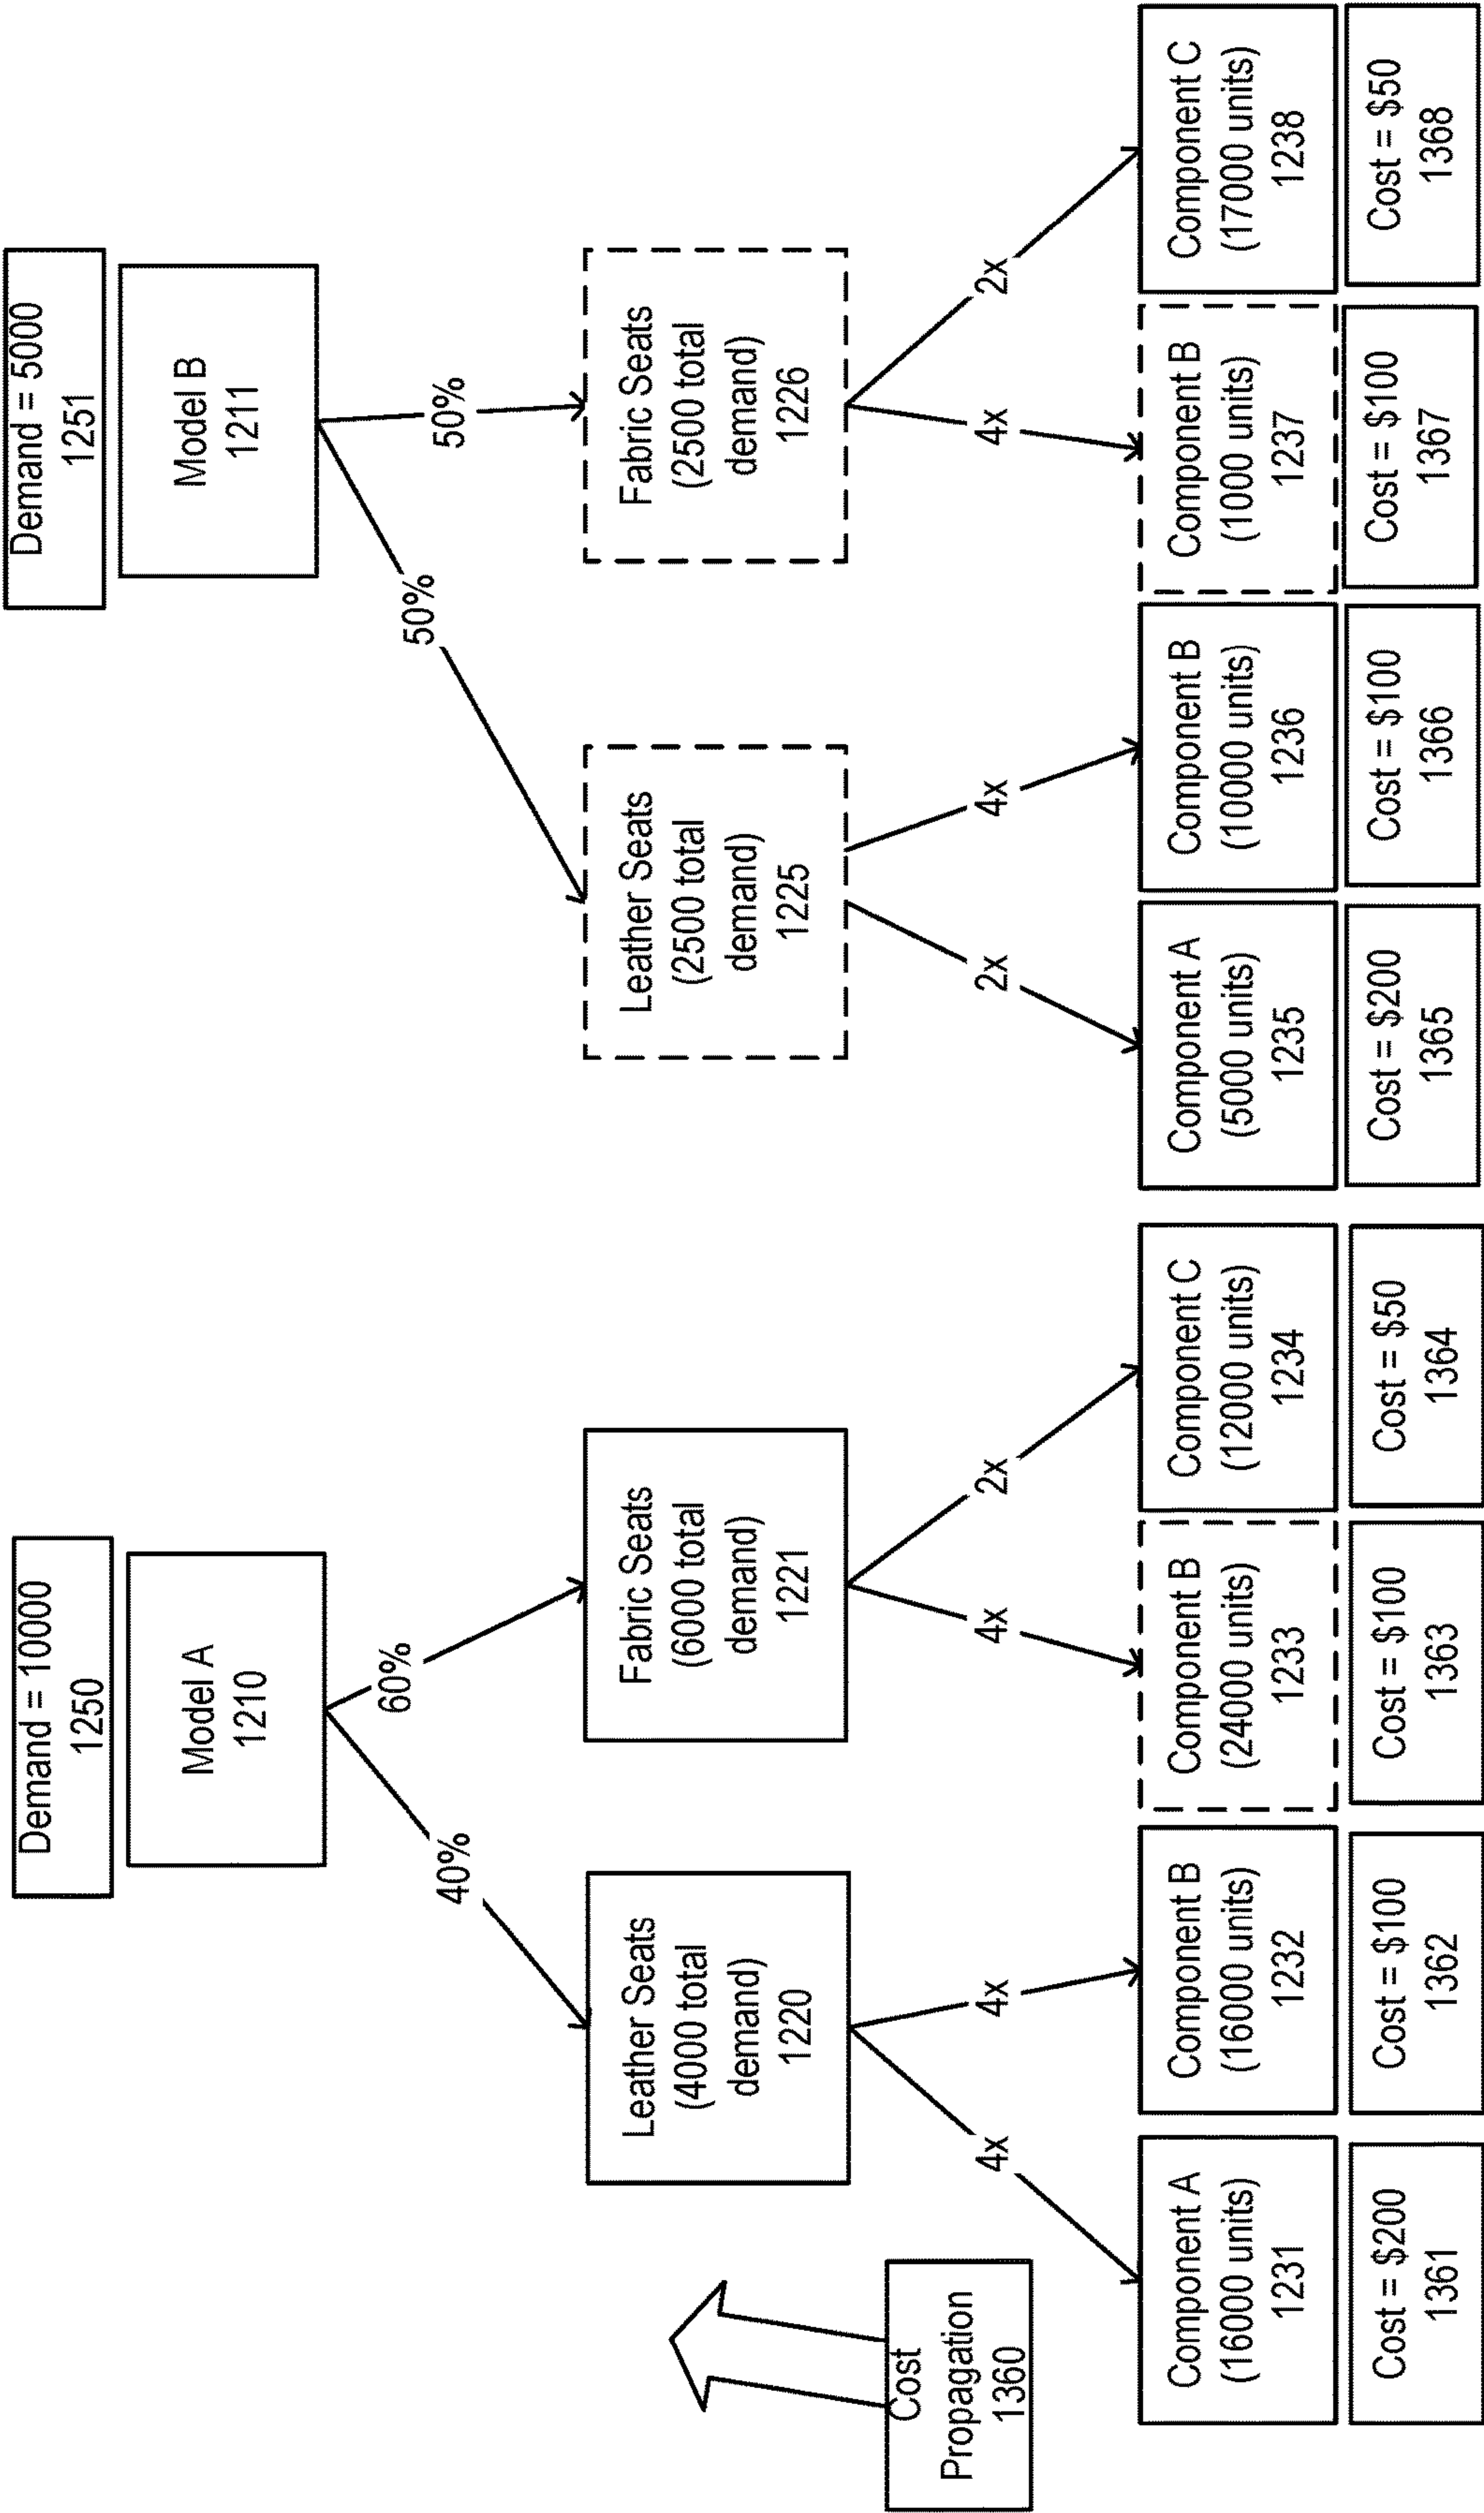 Demand = 10000
1250
Demand = 5000
1251
Model A
1210
Model B
1211
40%
60%
50%
50%
Leather Seats
(4000 total
demand)
1220
Fabric Seats
(6000 total
demand)
1221
Leather Seats
(2500 total
demand)
1225
Fabric Seats
(2500 total
demand)
1226
Cost
Propagation
1360
4x
4x
4x
2x
2x
4x
4x
2x
Component A
(16000 units)
1231
Component B
(16000 units)
1232
Component B
(24000 units)
1233
Component C
(12000 units)
1234
Component A
(5000 units)
1235
Component B
(10000 units)
1236
Component B
(1000 units)
1237
Component C
(17000 units)
1238
Cost = $200
1361
Cost = $100
1362
Cost = $100
1363
Cost = $50
1364
Cost = $200
1365
Cost = $100
1366
Cost = $100
1367
Cost = $50
1368